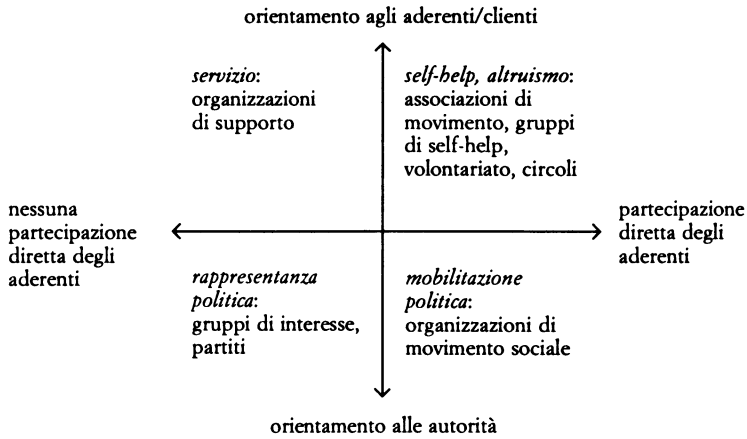 orientamento agli aderenti/clienti
servizio:
organizzazioni
di supporto
self-help, altruismo:
associazioni di
movimento, gruppi
di self-help,
volontariato, circoli
nessuna
partecipazione
diretta degli
aderenti
partecipazione
diretta degli
aderenti
rappresentanza
politica:
gruppi di interesse,
partiti
mobilitazione
politica:
organizzazioni di
movimento sociale
orientamento alle autorità